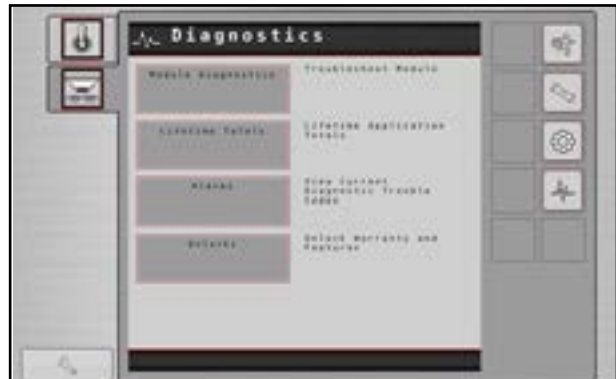 Diagnostics
Module Diagnostics
Troubleshoot Module
Lifetime Totals
Lifetime Application
Totals
Alarms
View Current
Diagnostic Trouble
Codes
Unlocks
Unlock Warranty and
Features